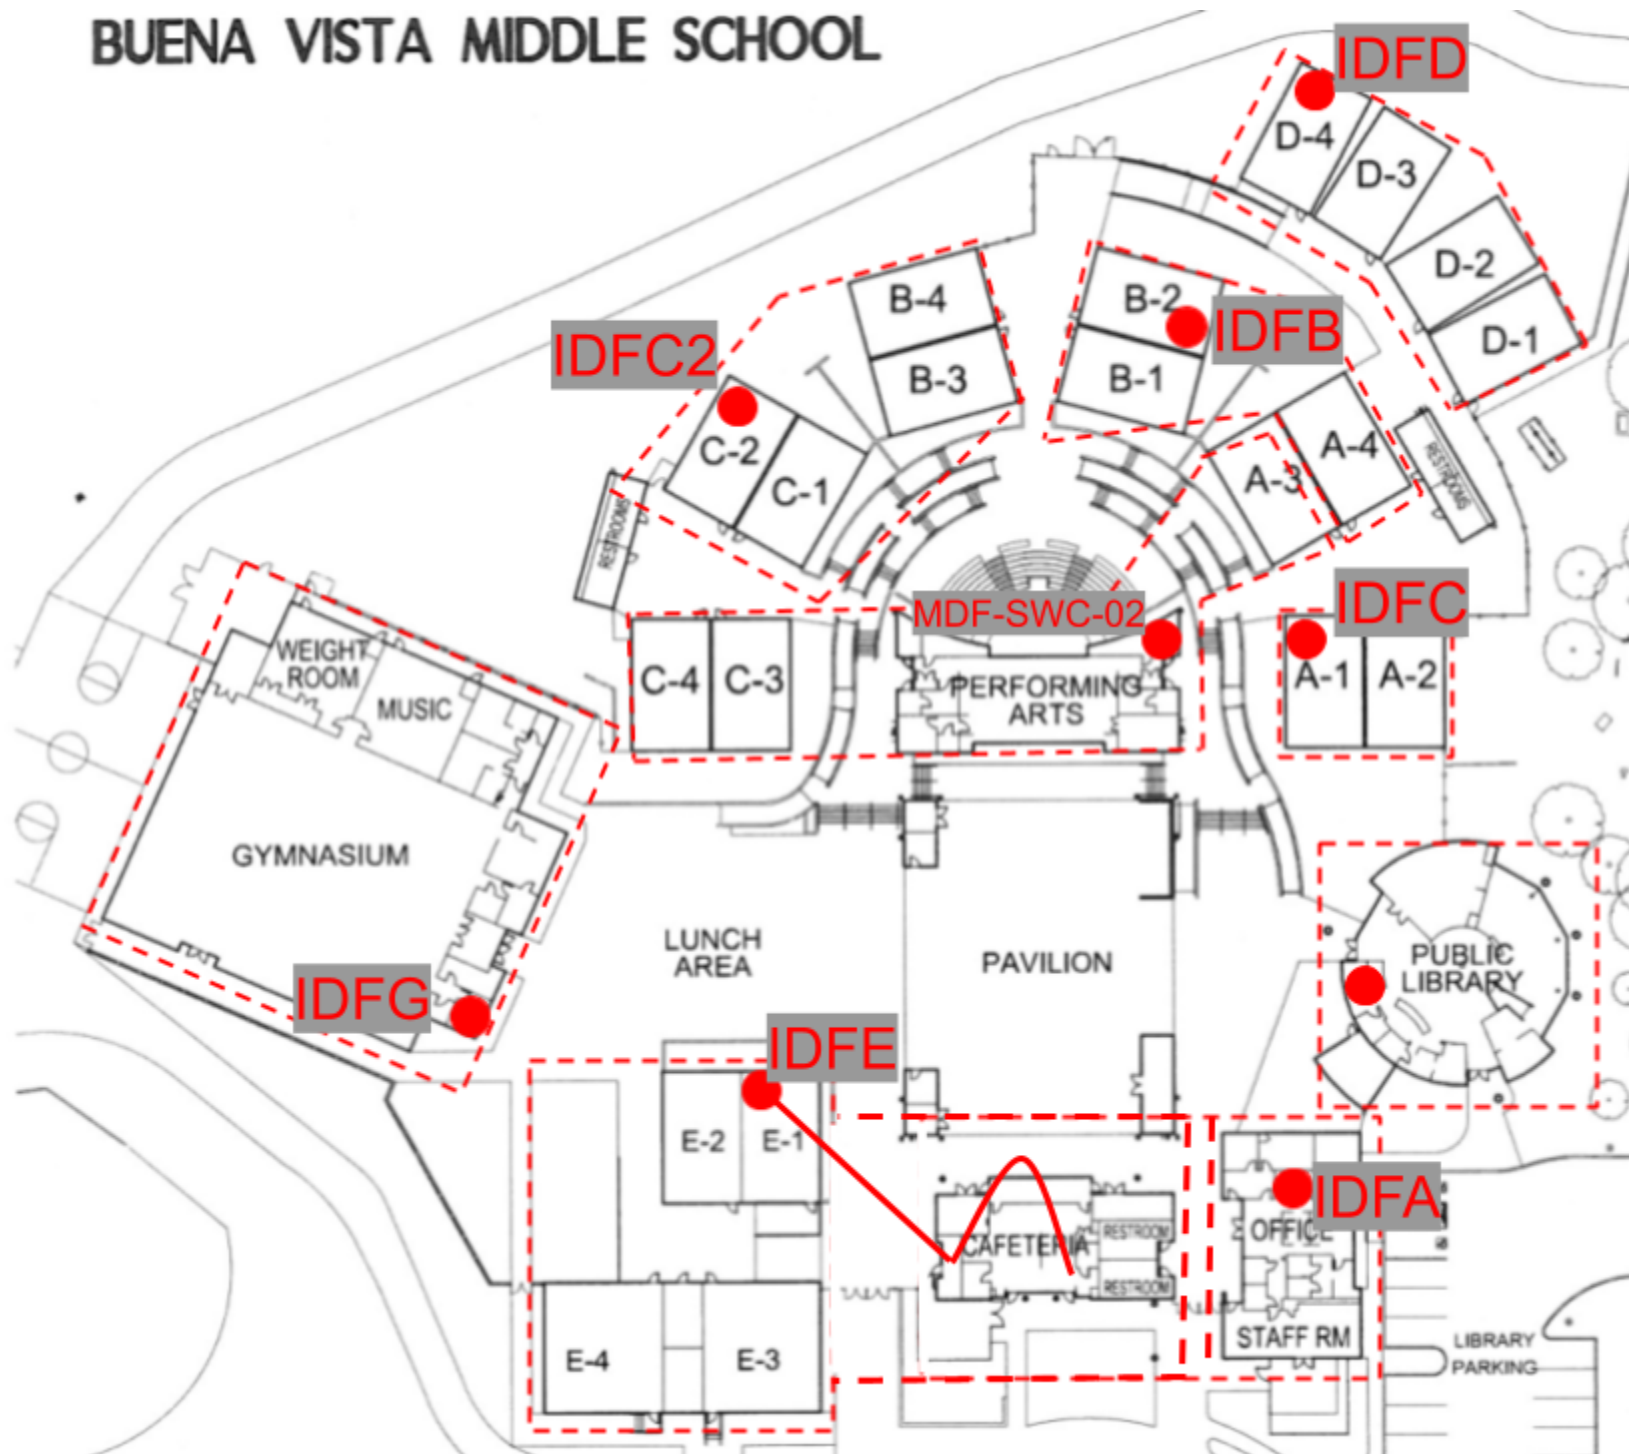 BUENA VISTA MIDDLE SCHOOL
IDFD
D-4
D-3
D-2
D-1
B-4
B-3
B-2
IDFB
B-1
IDFC2
C-2
C-1
A-4
A-3
RESTROOMS
RESTROOMS
MDF-SWC-02
IDFC
C-4
C-3
PERFORMING
ARTS
A-1
A-2
WEIGHT
ROOM
MUSIC
GYMNASIUM
LUNCH
AREA
PAVILION
PUBLIC
LIBRARY
IDFG
IDFE
E-2
E-1
CAFETERIA
RESTROOM
RESTROOM
IDFA
OFFICE
STAFF RM
E-4
E-3
LIBRARY
PARKING